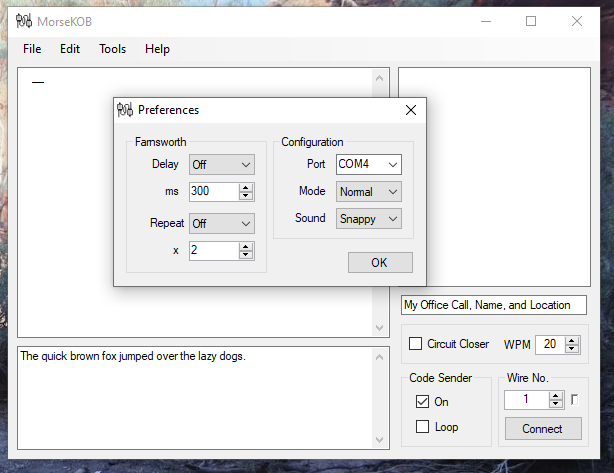 MorseKOB
File Edit Tools Help
—
Preferences
Farnsworth
Delay Off
ms 300
Repeat Off
x 2
Configuration
Port COM4
Mode Normal
Sound Snappy
OK
My Office Call, Name, and Location
Circuit Closer WPM 20
The quick brown fox jumped over the lazy dogs.
Code Sender
On
Loop
Wire No.
1
Connect